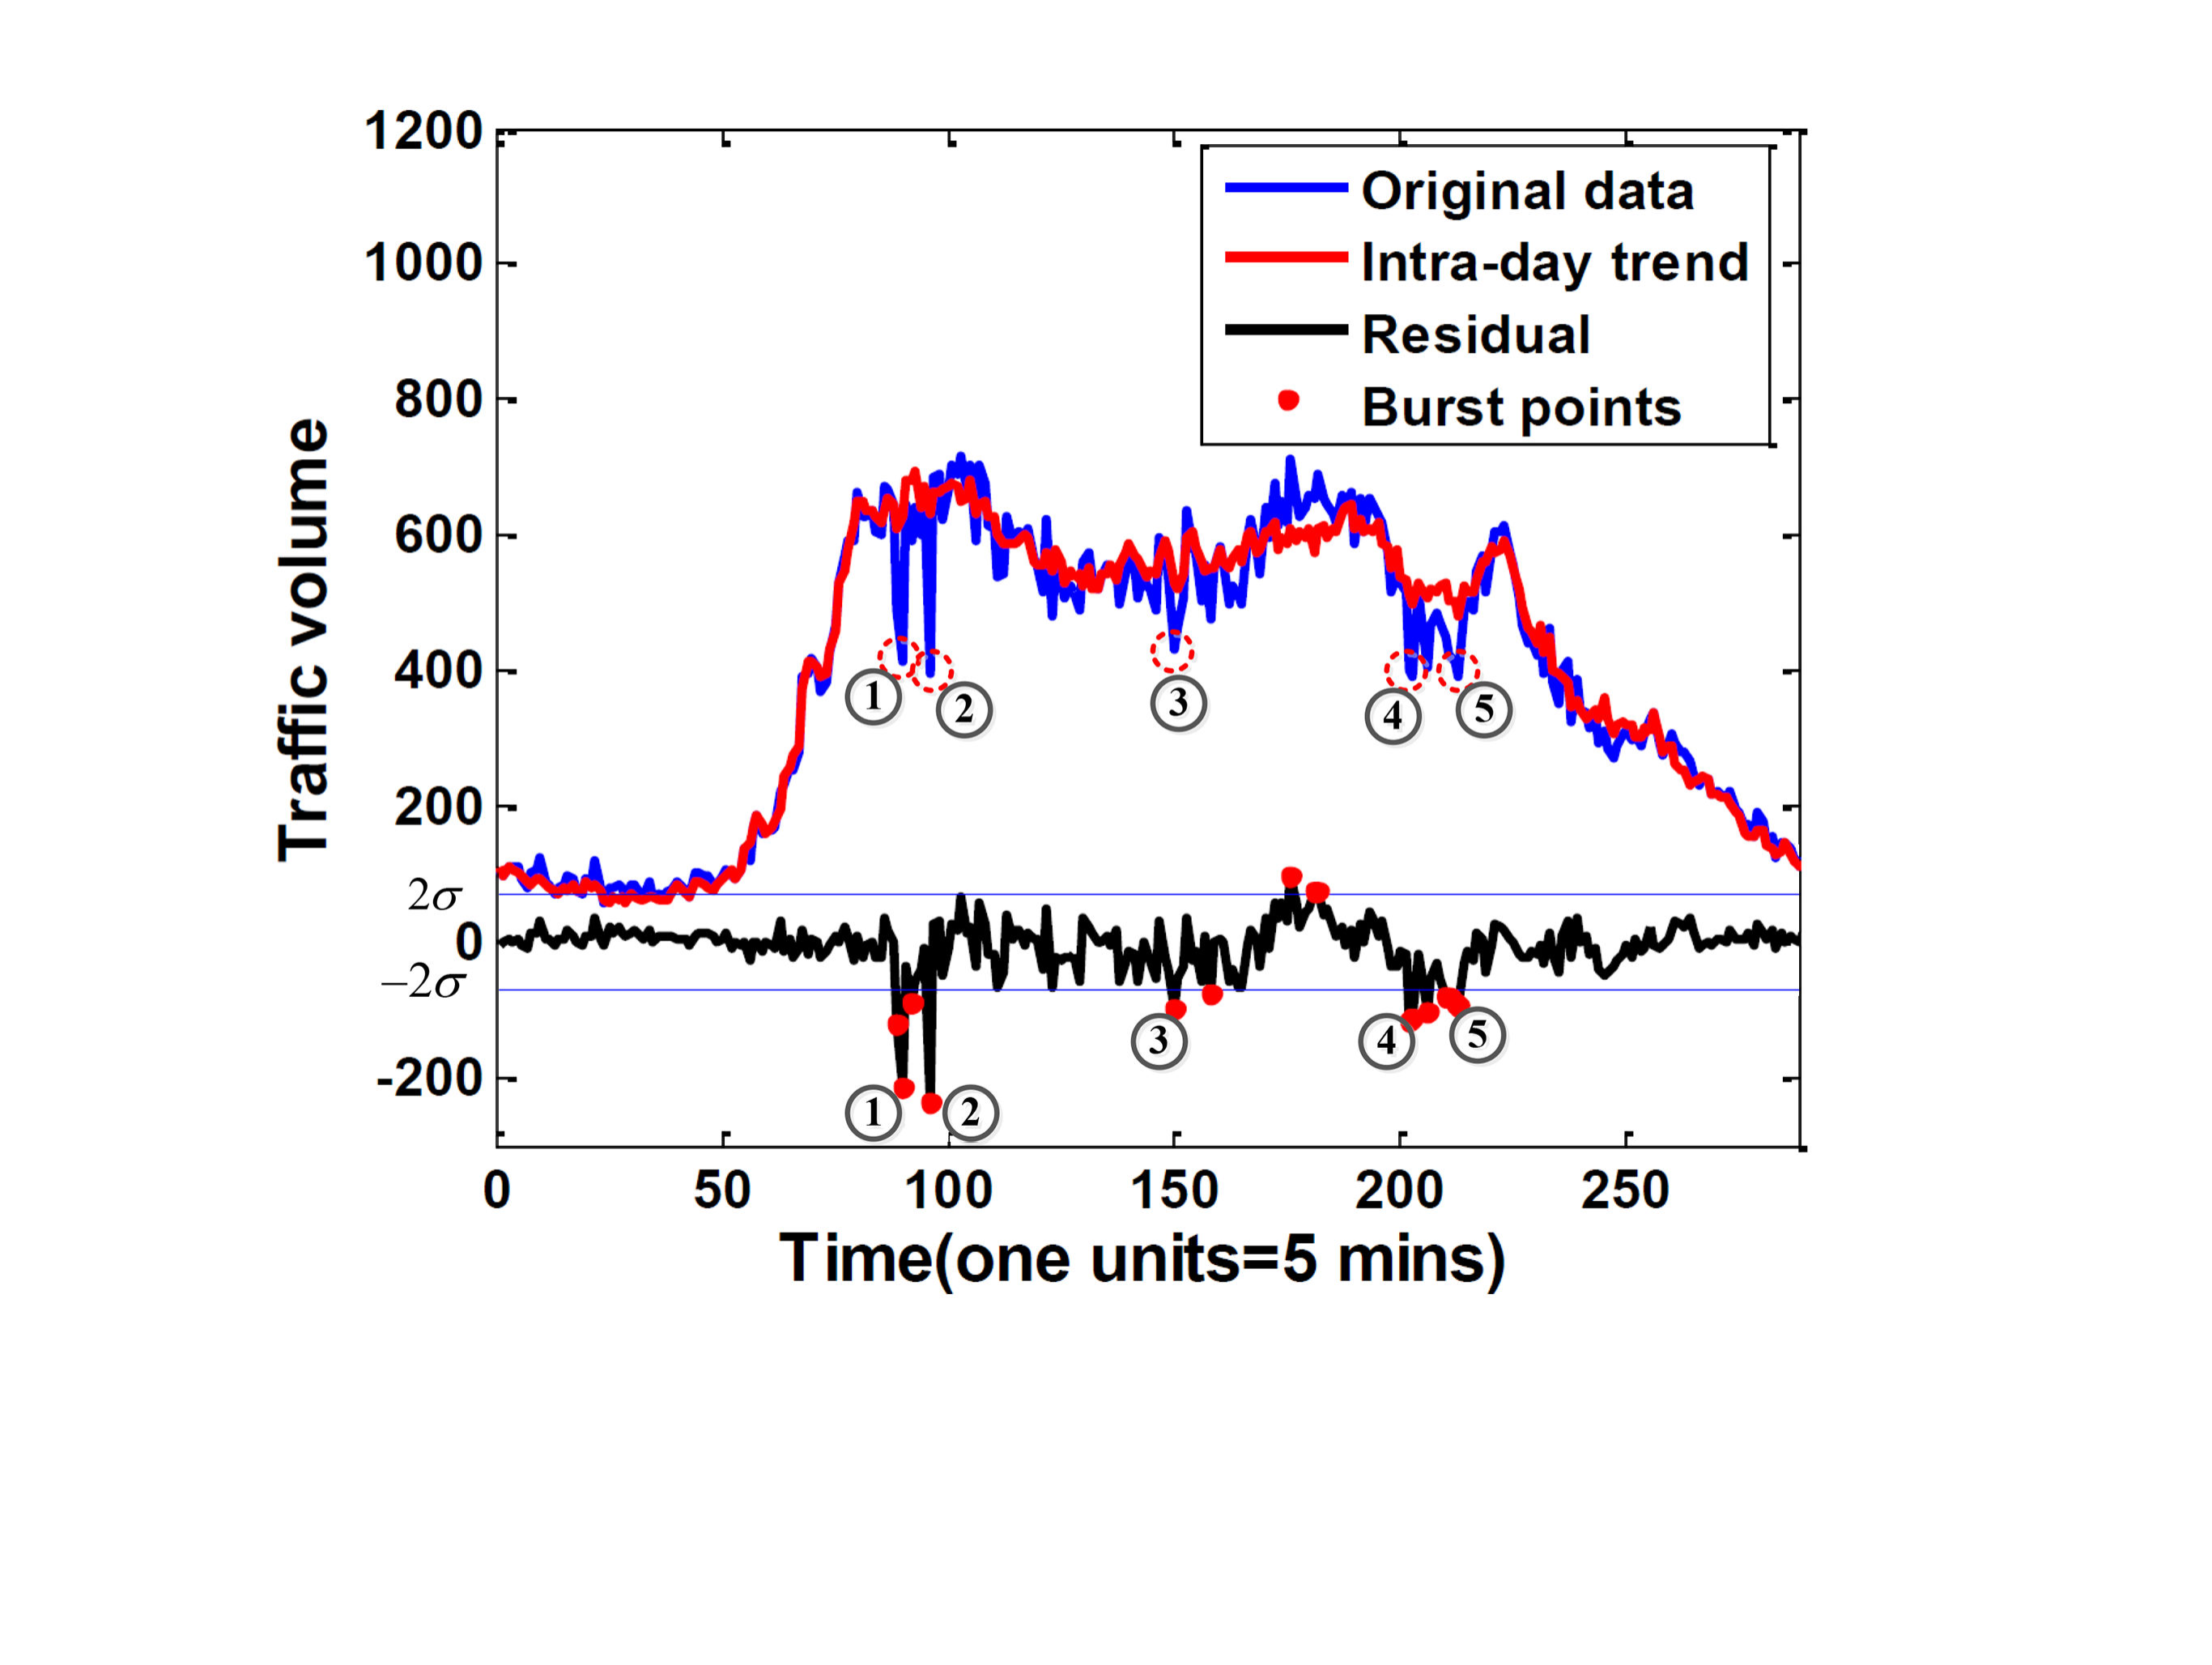 1200
1000
800
600
400
200
2σ
0
−2σ
-200
Traffic volume
Original data
Intra-day trend
Residual
Burst points
1
2
3
4
5
1
2
3
4
5
0 50 100 150 200 250
Time(one units=5 mins)